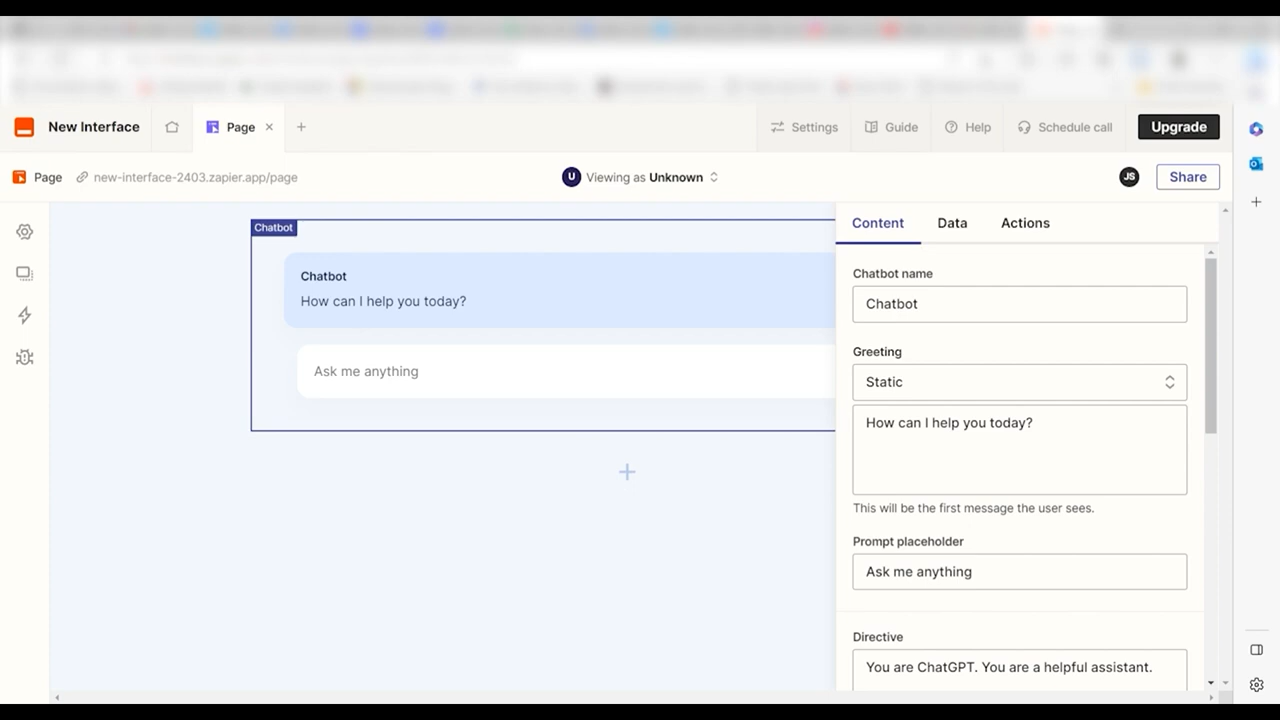 New Interface
Page
Settings
Guide
Help
Schedule call
Upgrade
Page
new-interface-2403.zapier.app/page
U
Viewing as Unknown
JS
Share
Chatbot
Chatbot
How can I help you today?
Ask me anything
Content
Data
Actions
Chatbot name
Chatbot
Greeting
Static
How can I help you today?
This will be the first message the user sees.
Prompt placeholder
Ask me anything
Directive
You are ChatGPT. You are a helpful assistant.